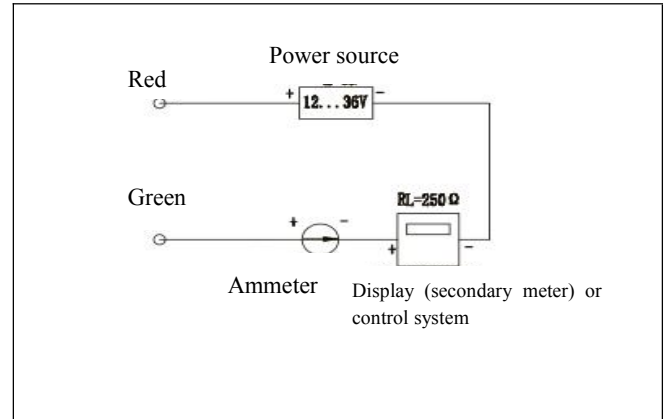 Power source
Red
+ 12...36V -
Green
RL=250Ω
+ -
+ -
Ammeter
Display (secondary meter) or
control system